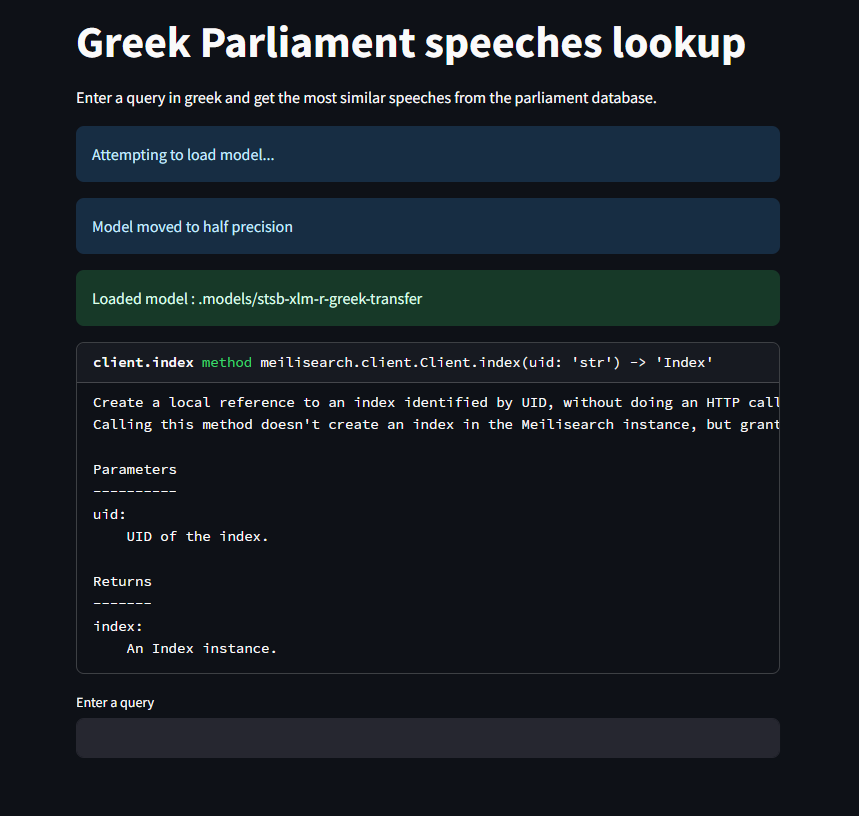 Greek Parliament speeches lookup
Enter a query in greek and get the most similar speeches from the parliament database.
Attempting to load model...
Model moved to half precision
Loaded model : .models/stsb-xlm-r-greek-transfer
client.index method meilisearch.client.Client.index(uid: 'str') -> 'Index'
Create a local reference to an index identified by UID, without doing an HTTP call
Calling this method doesn't create an index in the Meilisearch instance, but grant
Parameters
----------
uid:
    UID of the index.
Returns
-------
index:
    An Index instance.
Enter a query